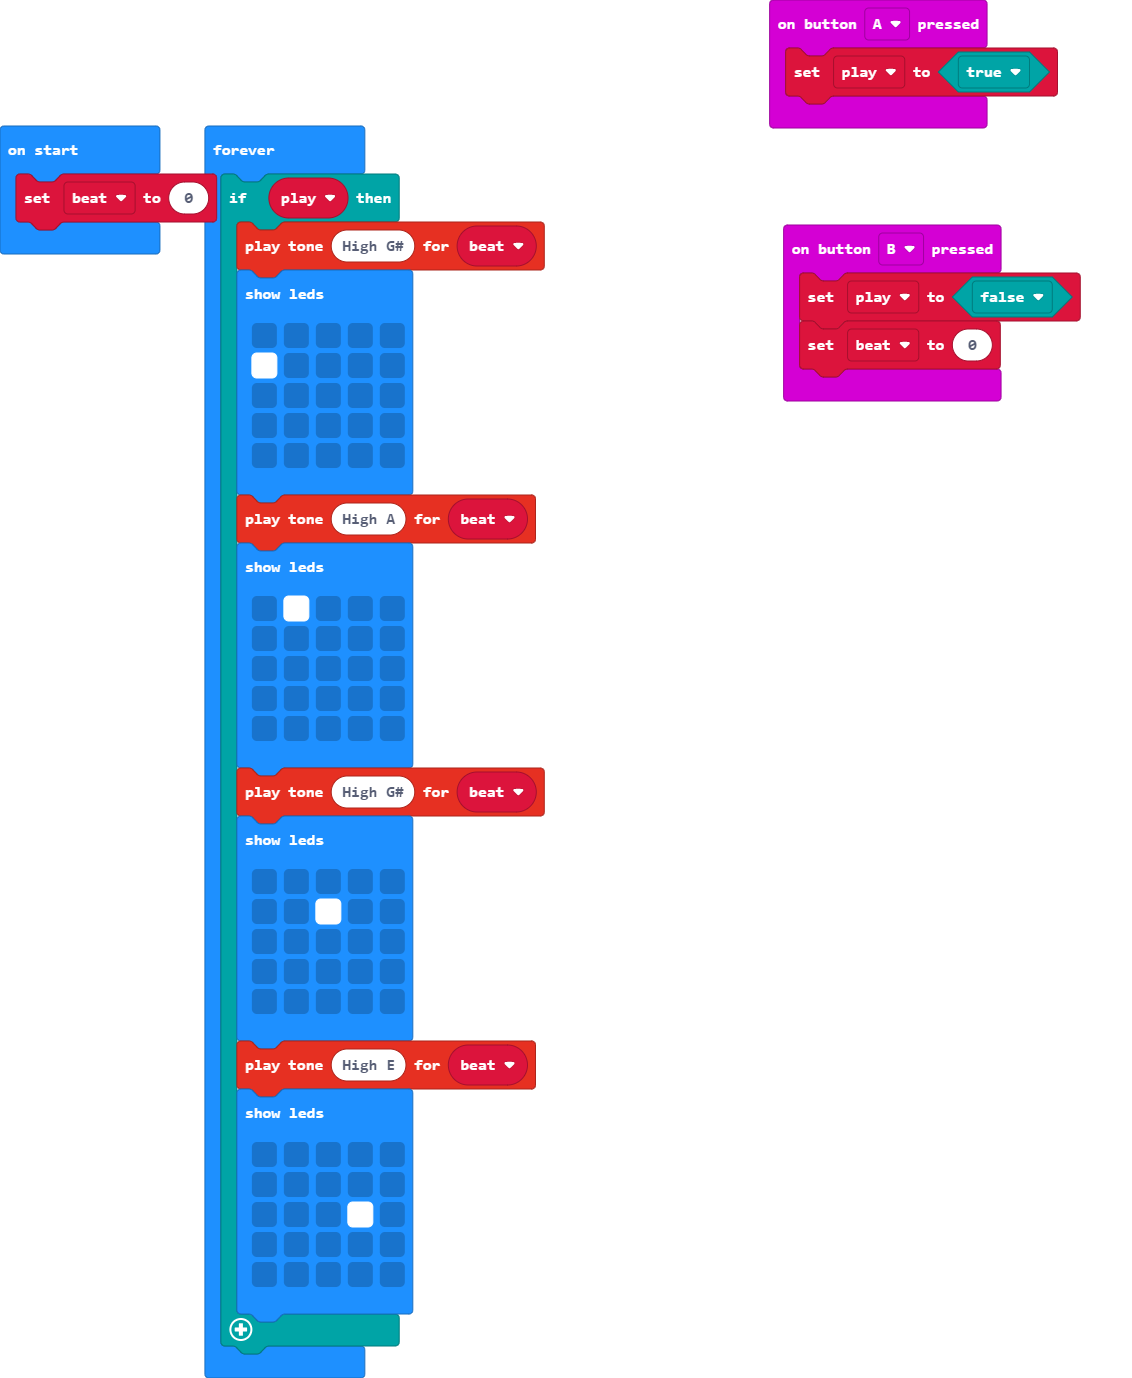 on start
set beat to 0
forever
if play then
play tone High G# for beat
show leds
play tone High A for beat
show leds
play tone High G# for beat
show leds
play tone High E for beat
show leds
on button A pressed
set play to true
on button B pressed
set play to false
set beat to 0